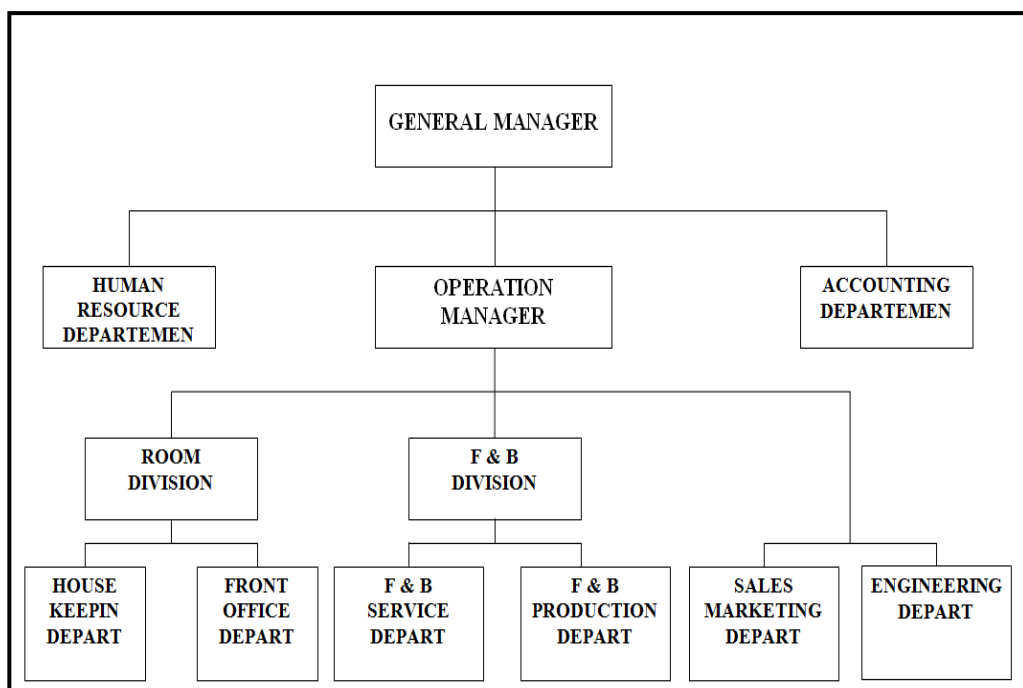 GENERAL MANAGER
HUMAN
RESOURCE
DEPARTEMEN
OPERATION
MANAGER
ACCOUNTING
DEPARTEMEN
ROOM
DIVISION
F & B
DIVISION
HOUSE
KEEPIN
DEPART
FRONT
OFFICE
DEPART
F & B
SERVICE
DEPART
F & B
PRODUCTION
DEPART
SALES
MARKETING
DEPART
ENGINEERING
DEPART